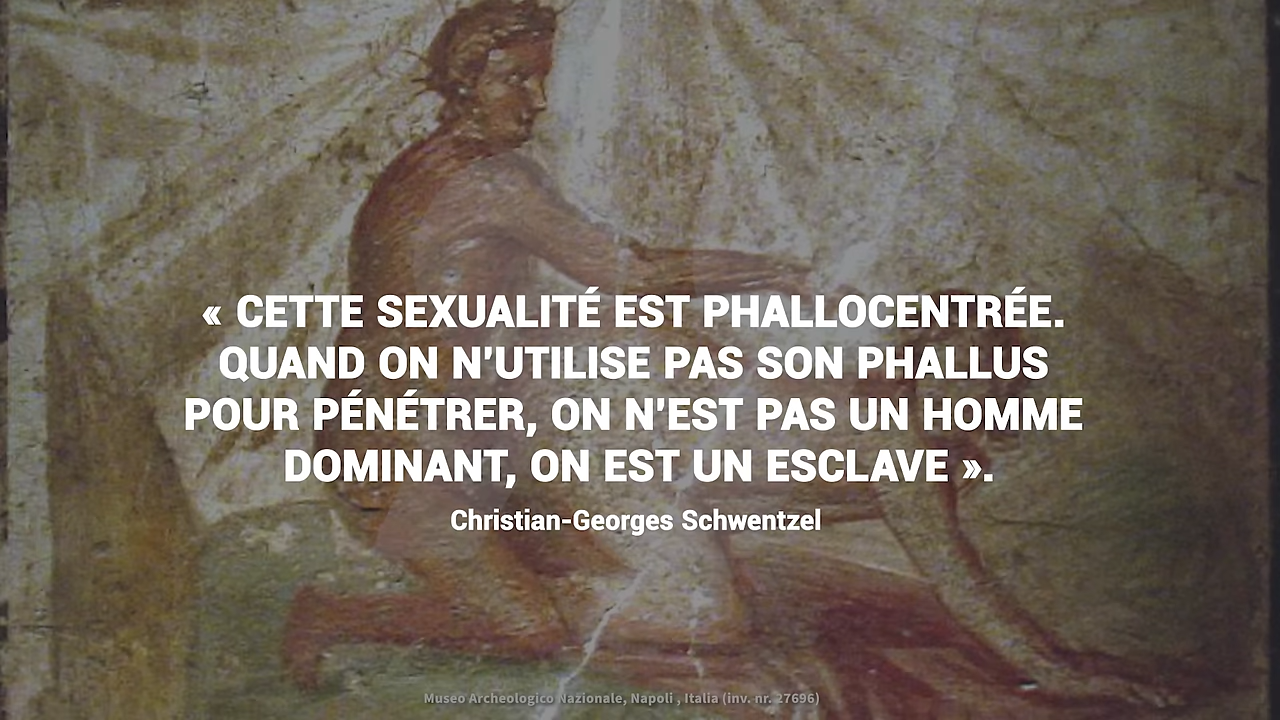 « CETTE SEXUALITÉ EST PHALLOCENTRÉE.
QUAND ON N'UTILISE PAS SON PHALLUS
POUR PÉNÉTRER, ON N'EST PAS UN HOMME
DOMINANT, ON EST UN ESCLAVE ».
Christian-Georges Schwentzel
Museo Archeologico Nazionale, Napoli , Italia (inv. nr. 27696)